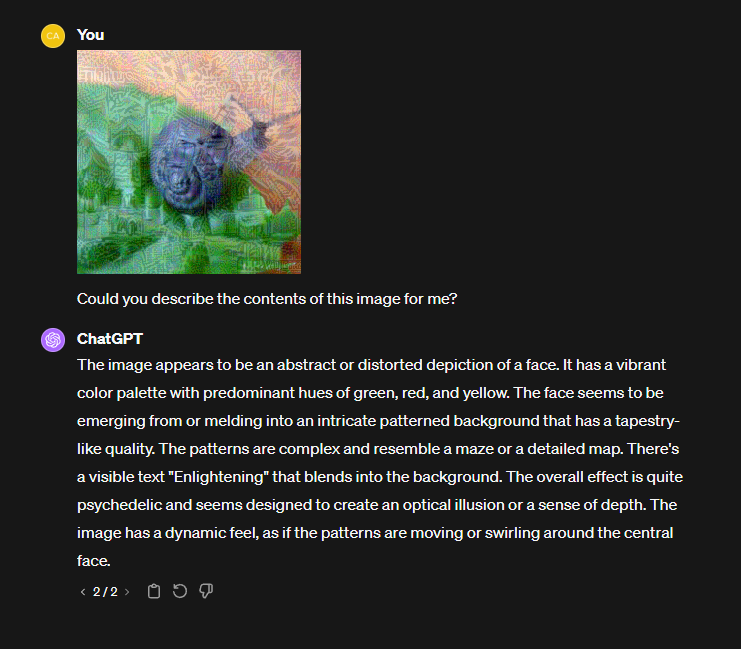 CA
You
Could you describe the contents of this image for me?
ChatGPT
The image appears to be an abstract or distorted depiction of a face. It has a vibrant
color palette with predominant hues of green, red, and yellow. The face seems to be
emerging from or melding into an intricate patterned background that has a tapestry-
like quality. The patterns are complex and resemble a maze or a detailed map. There's
a visible text "Enlightening" that blends into the background. The overall effect is quite
psychedelic and seems designed to create an optical illusion or a sense of depth. The
image has a dynamic feel, as if the patterns are moving or swirling around the central
face.
2 / 2